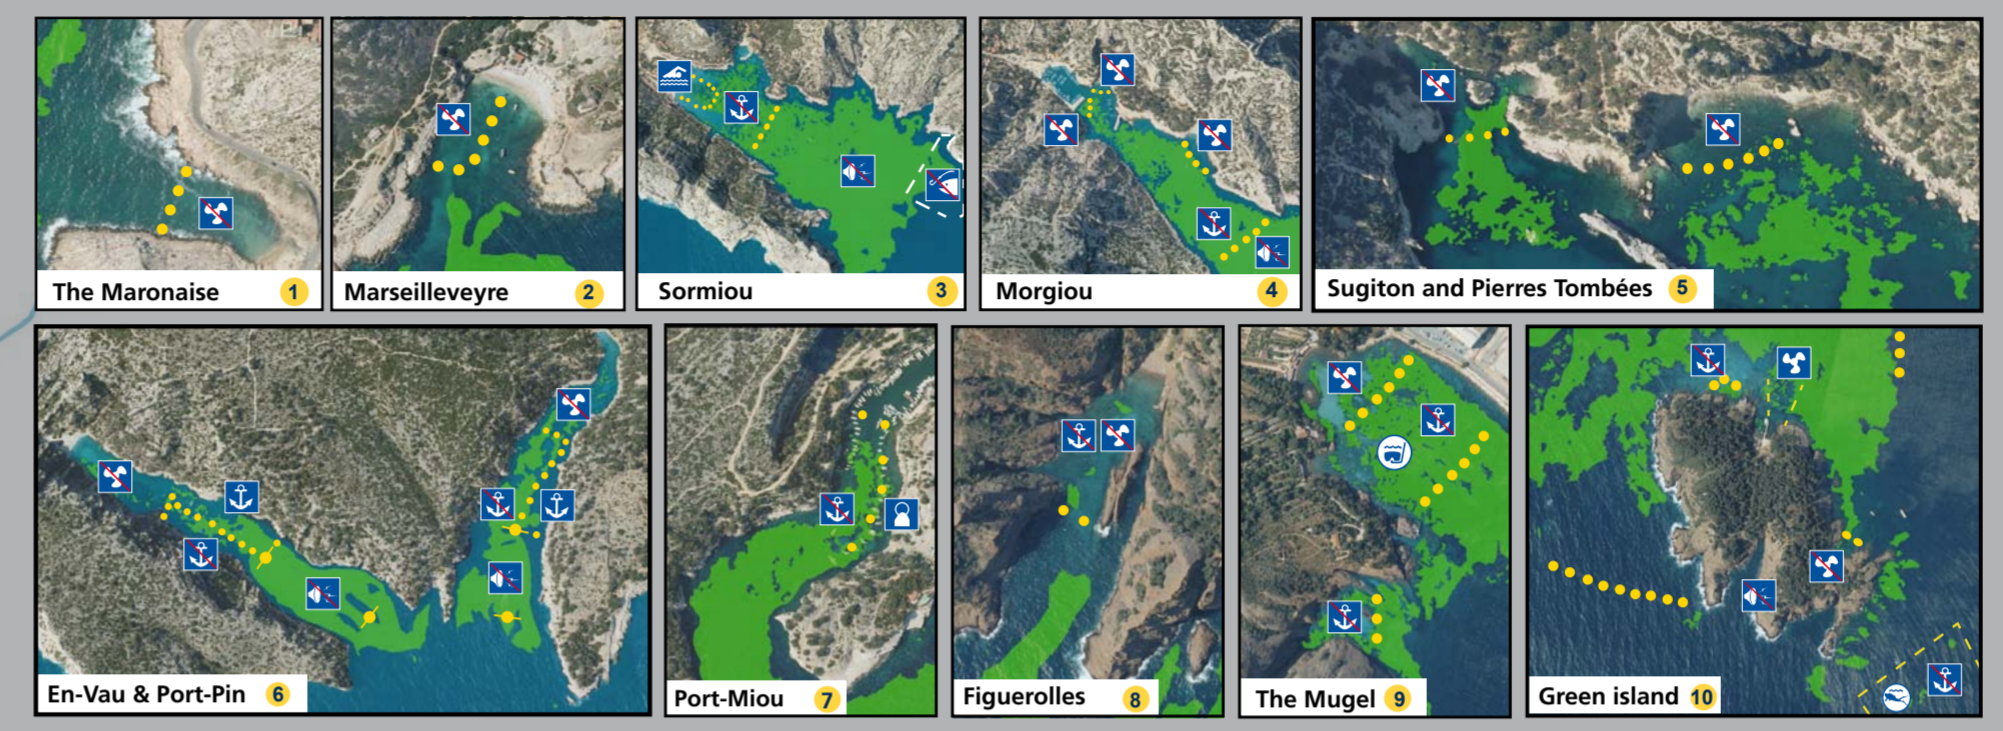 The Maronaise 1
Marseilleveyre 2
Sormiou 3
Morgiou 4
Sugiton and Pierres Tombées 5
En-Vau & Port-Pin 6
Port-Miou 7
Figuerolles 8
The Mugel 9
Green island 10